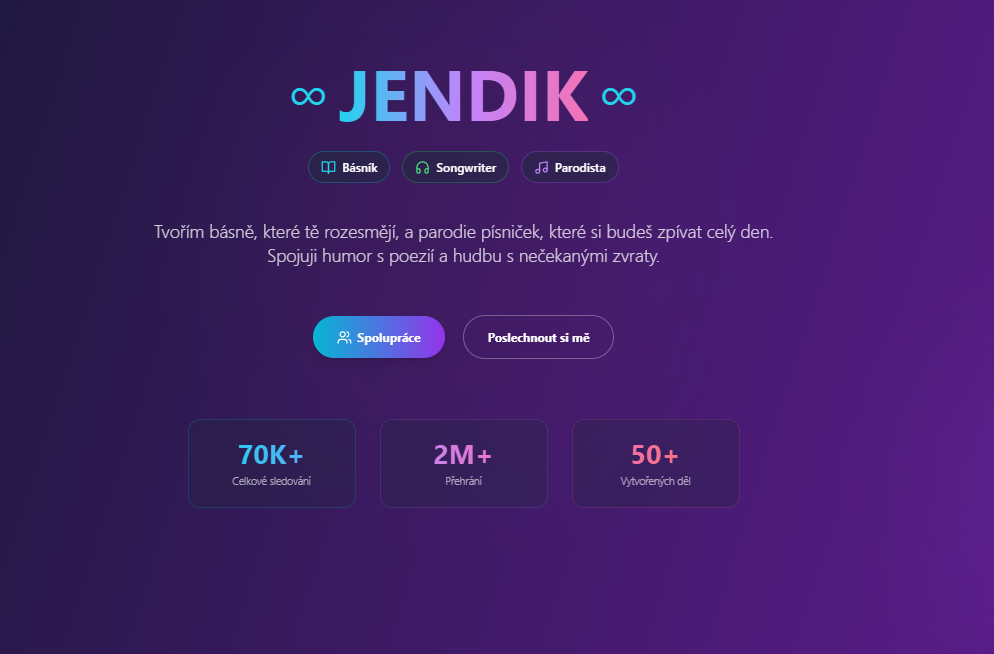 ∞ JENDIK ∞
Básník Songwriter Parodista
Tvořím básně, které tě rozesmějí, a parodie písniček, které si budeš zpívat celý den.
Spojuji humor s poezií a hudbu s nečekanými zvraty.
Spolupráce Poslechnout si mě
70K+ 2M+ 50+
Celkové sledování Přehrání Vytvořených děl